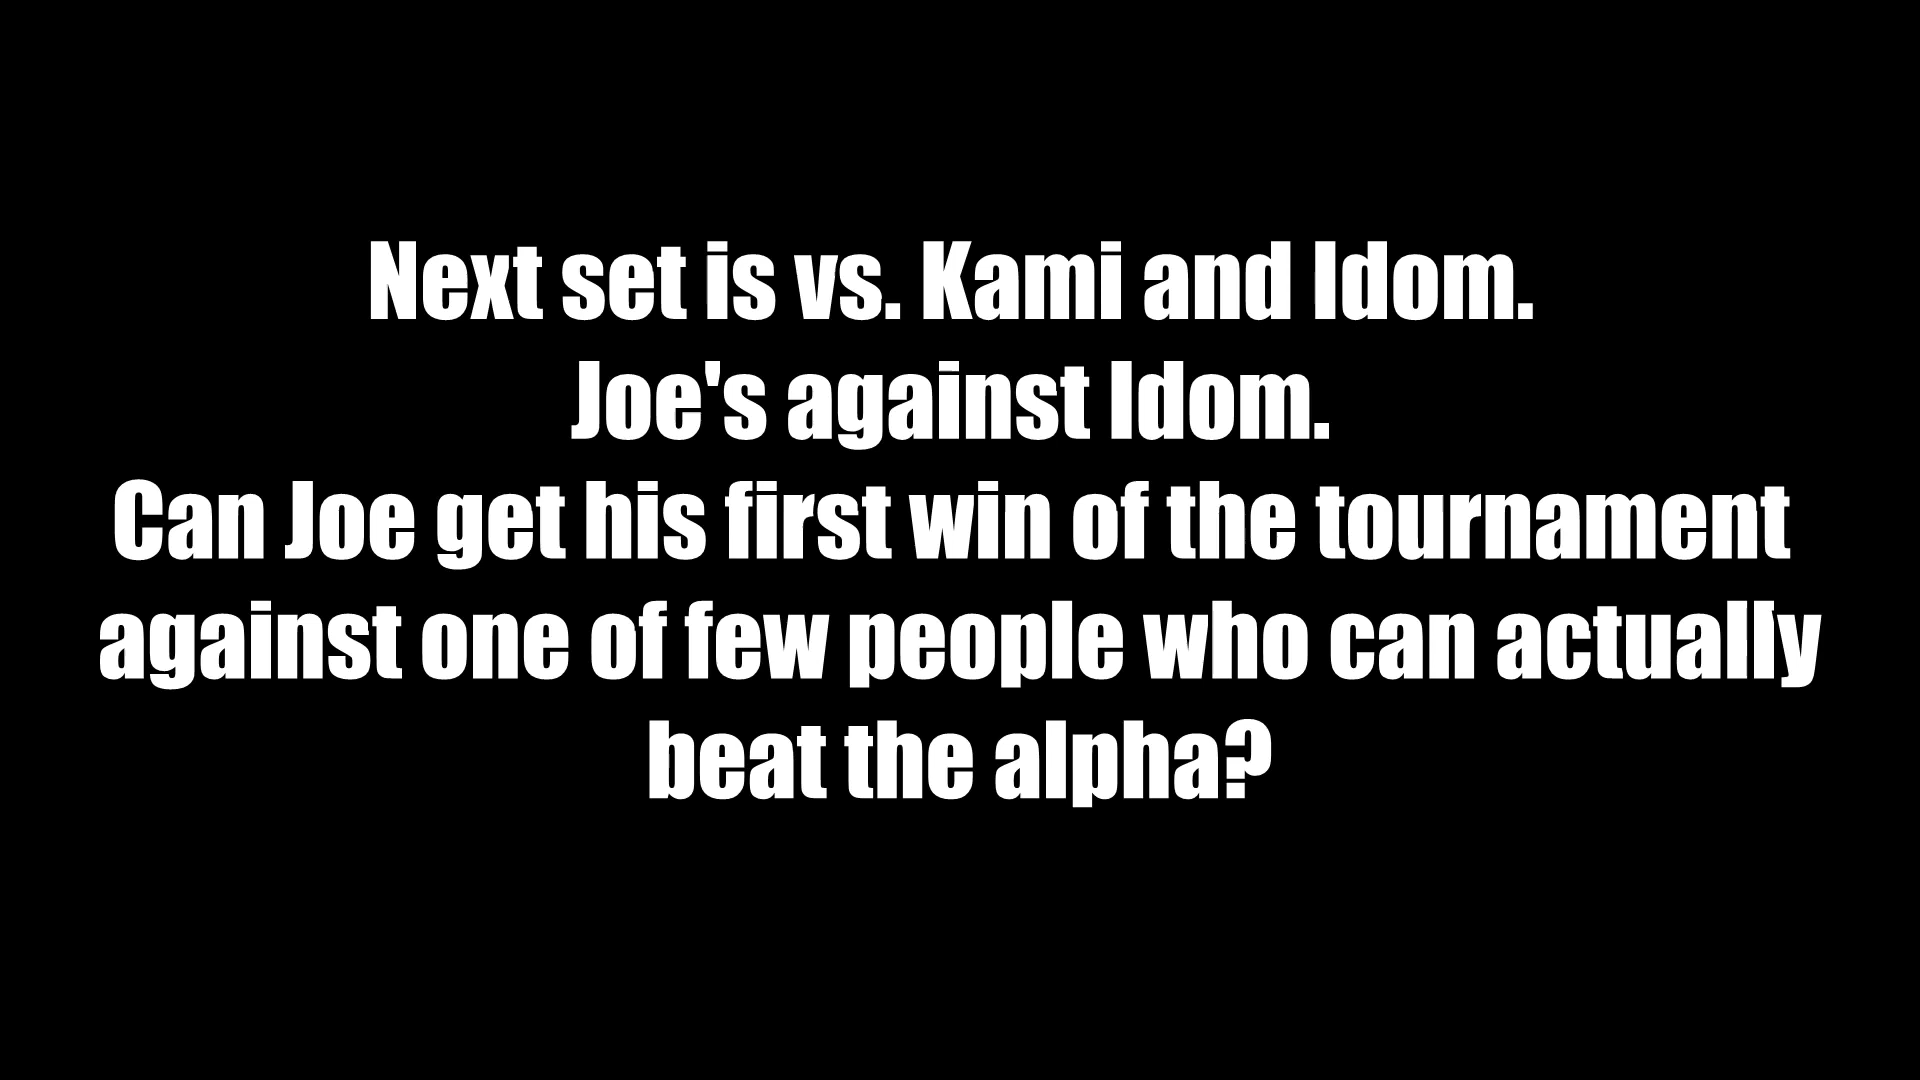 Next set is vs. Kami and Idom.
Joe's against Idom.
Can Joe get his first win of the tournament
against one of few people who can actually
beat the alpha?